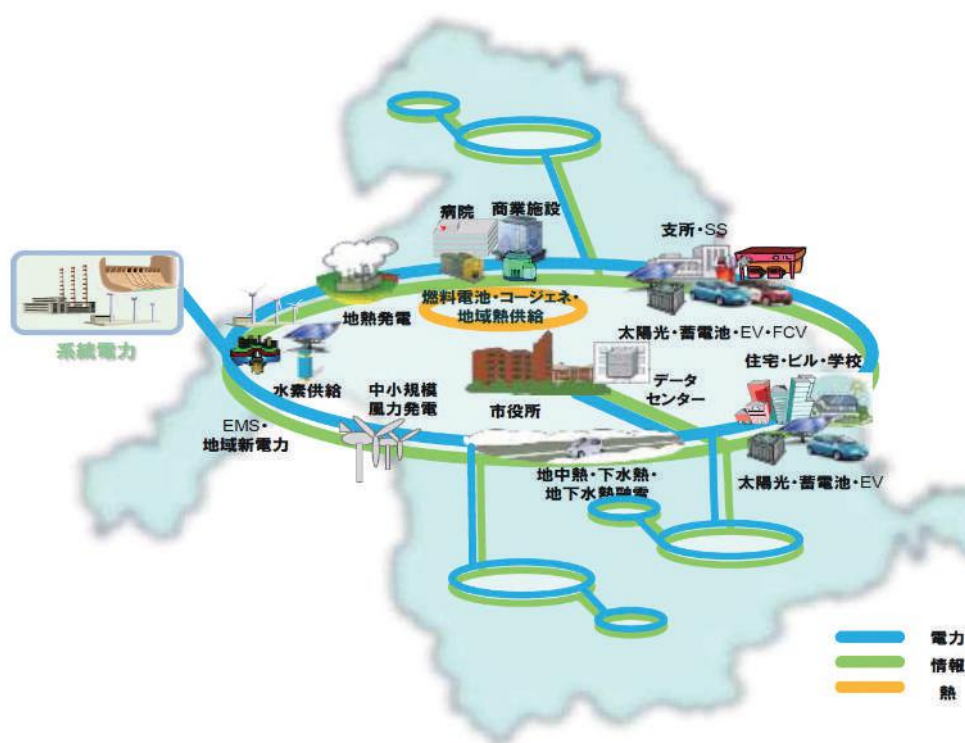 病院
商業施設
支所・SS
系統電力
地熱発電
燃料電池・コージェネ・
地域熱供給
太陽光・蓄電池・EV・FCV
水素供給
中小規模
風力発電
市役所
データ
センター
住宅・ビル・学校
EMS・
地域新電力
地中熱・下水熱・
地下水熱融雪
太陽光・蓄電池・EV
電力
情報
熱